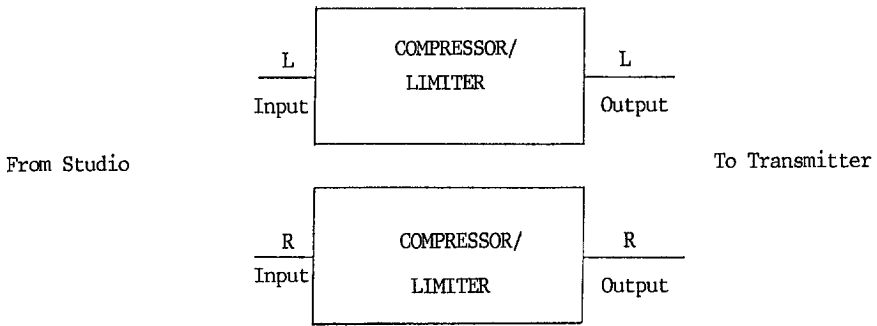 COMPRESSOR/
LIMITER
L
Input
L
Output
From Studio
To Transmitter
COMPRESSOR/
LIMITER
R
Input
R
Output